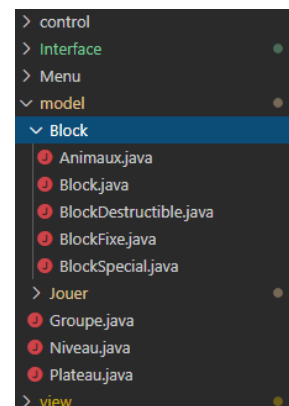 control
Interface
Menu
model
Block
Animaux.java
Block.java
BlockDestructible.java
BlockFixe.java
BlockSpecial.java
Jouer
Groupe.java
Niveau.java
Plateau.java
view